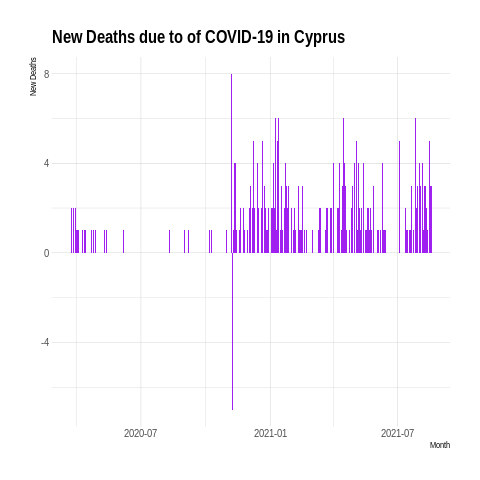 New Deaths due to of COVID-19 in Cyprus
New Deaths
8
4
0
-4
2020-07
2021-01
2021-07
Month